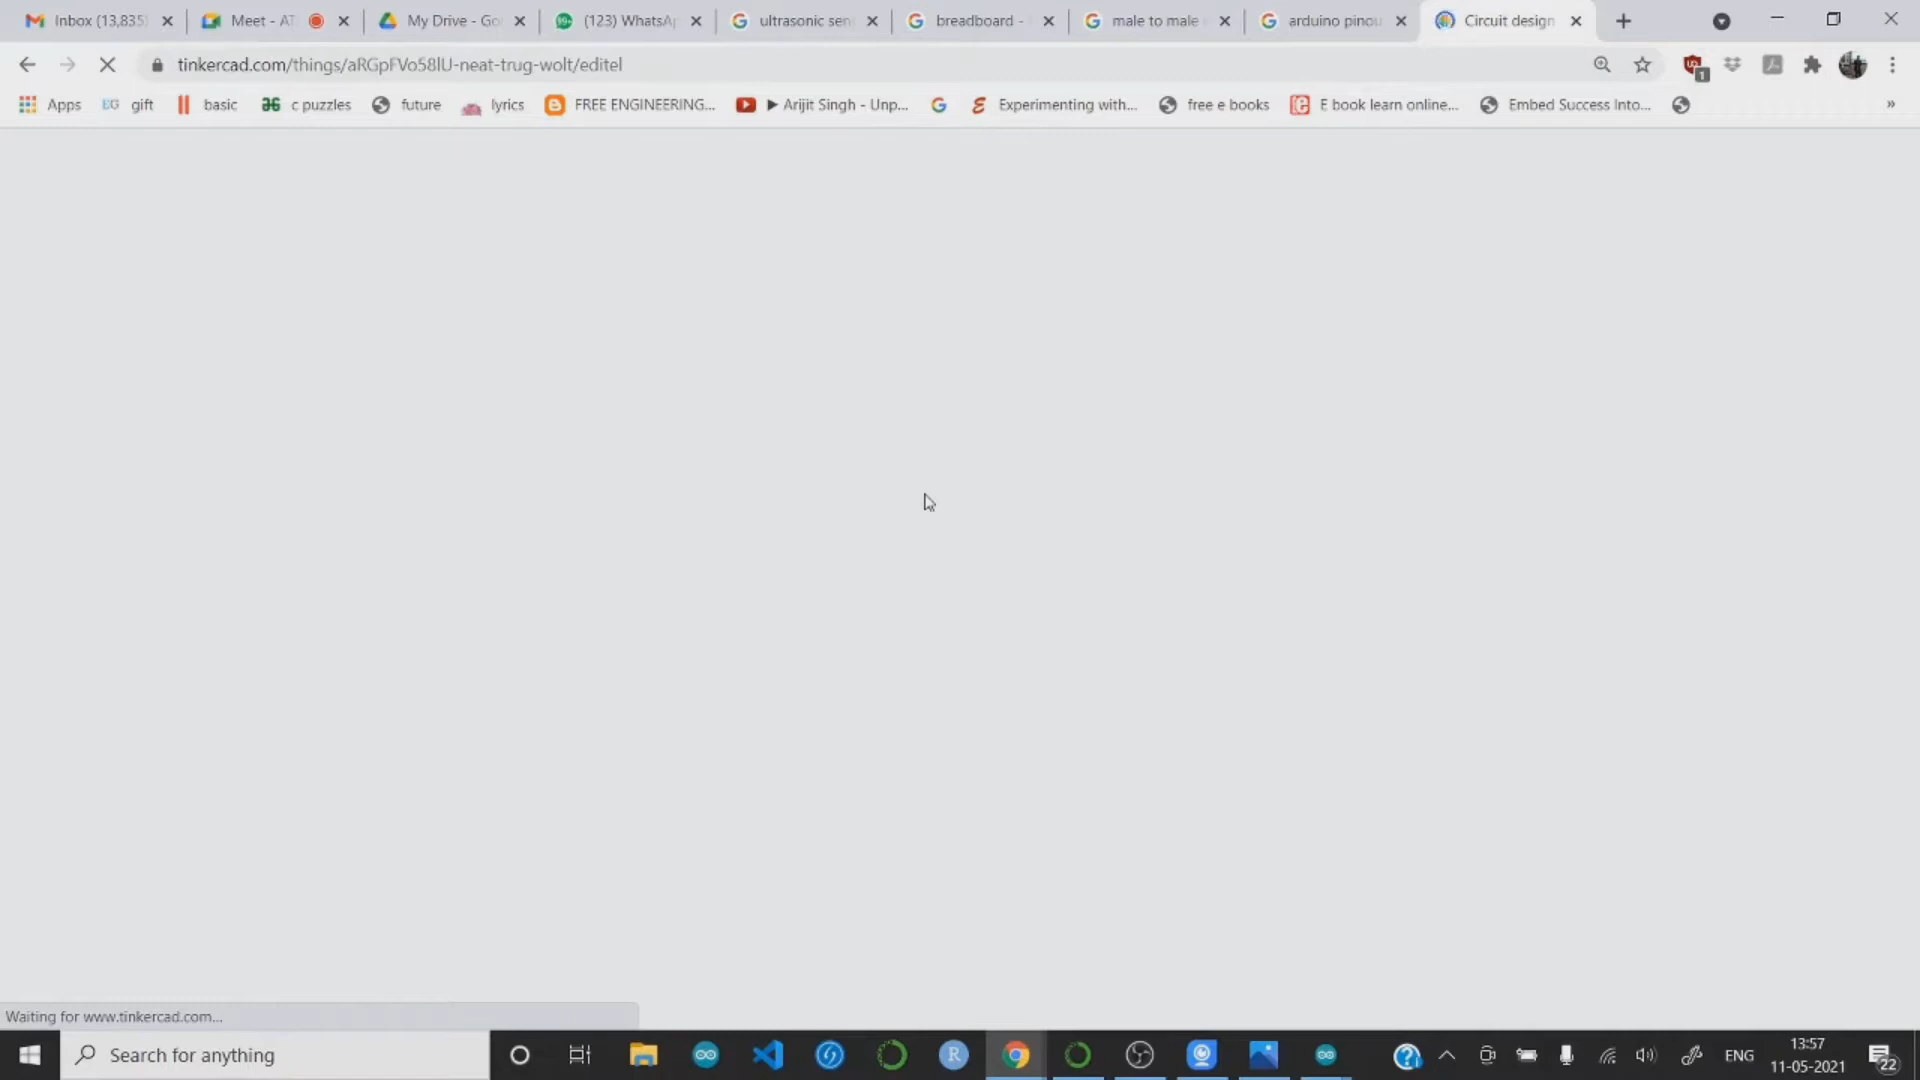 Inbox (13,835)
Meet - AT
My Drive - Go
(123) WhatsA
ultrasonic sen
breadboard -
male to male
arduino pinou
Circuit design
tinkercad.com/things/aRGpFVo58lU-neat-trug-wolt/editel
1
Apps
EG gift
basic
c puzzles
future
lyrics
FREE ENGINEERING...
► Arijit Singh - Unp...
Experimenting with...
free e books
E book learn online...
Embed Success Into...
»
Waiting for www.tinkercad.com...
Search for anything
R
ENG
13:57
11-05-2021
22